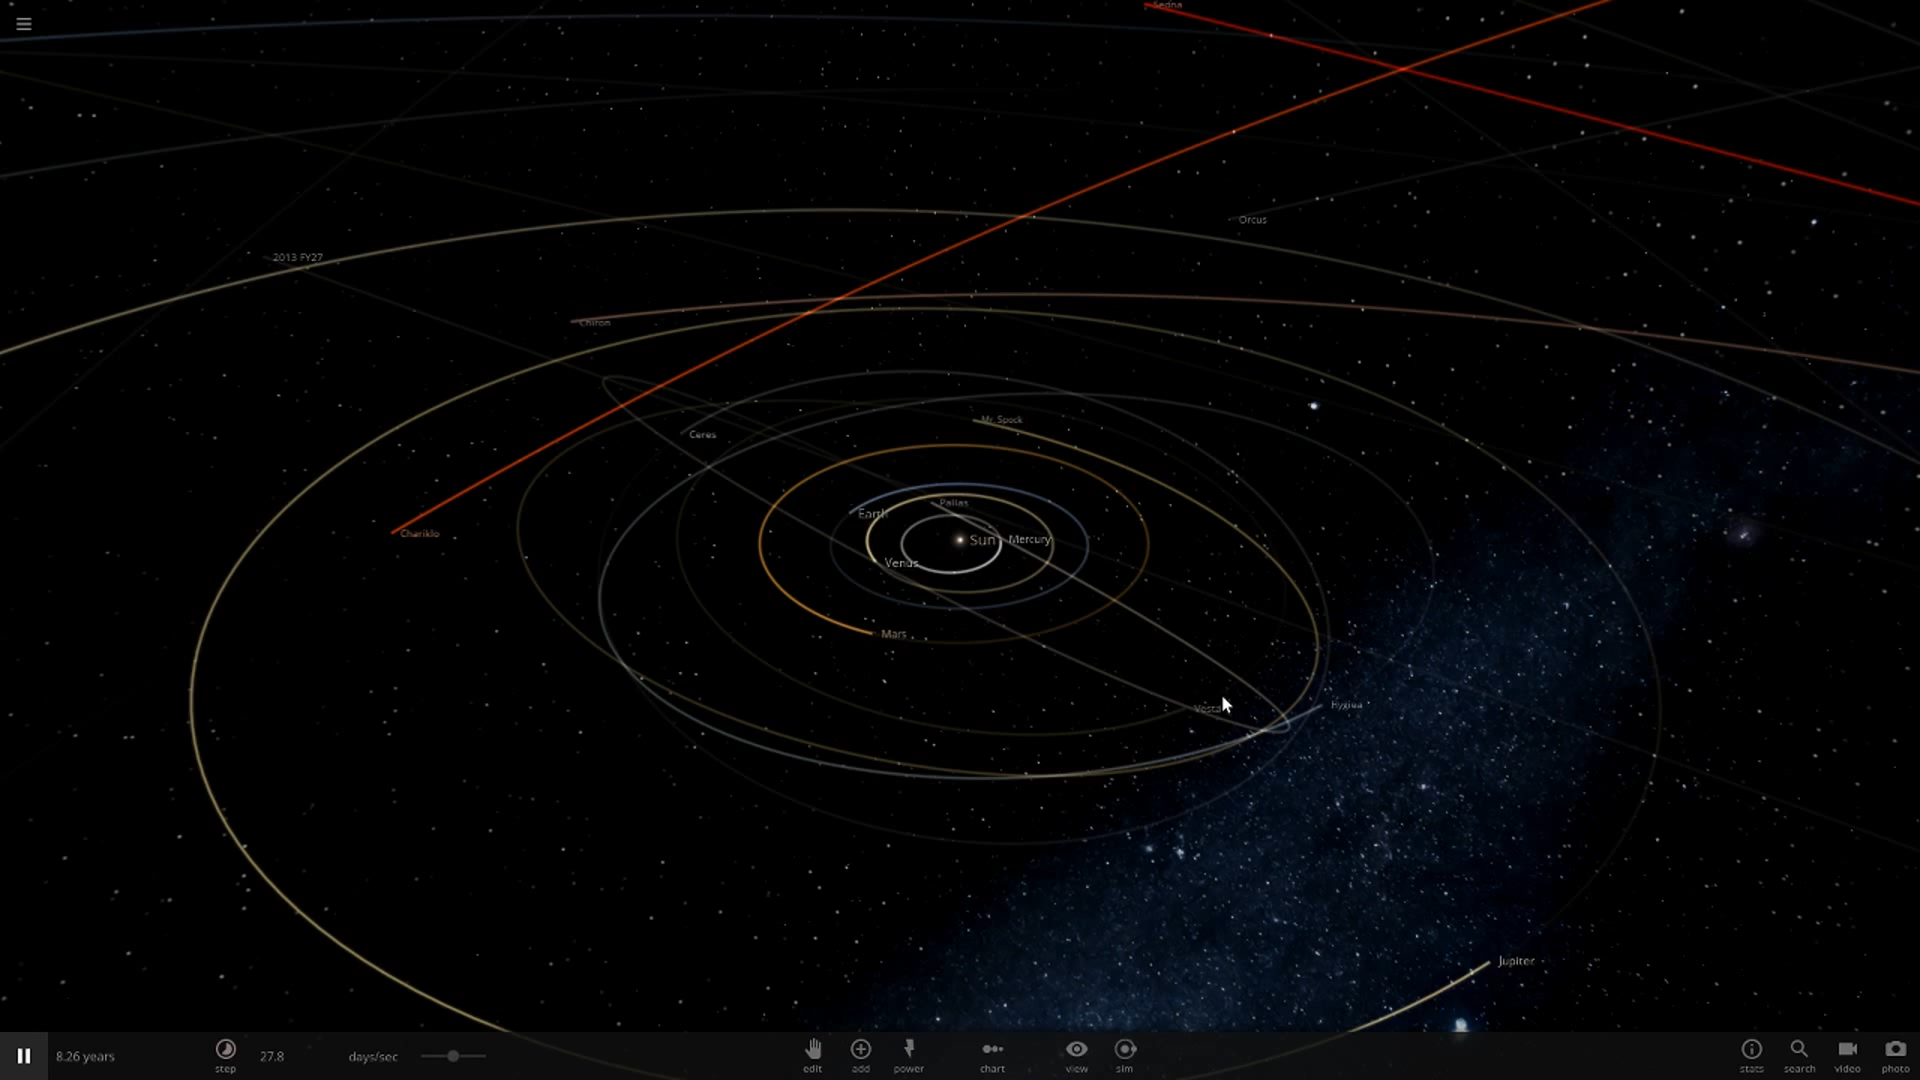 Sedna
Orcus
2013 FY27
Chiron
Mr. Spock
Ceres
Pallas
Earth
Chariklo
Sun
Mercury
Venus
Mars
Vesta
Hygiea
Jupiter
8.26 years
step
27.8
days/sec
edit
add
power
chart
view
sim
stats
search
video
photo